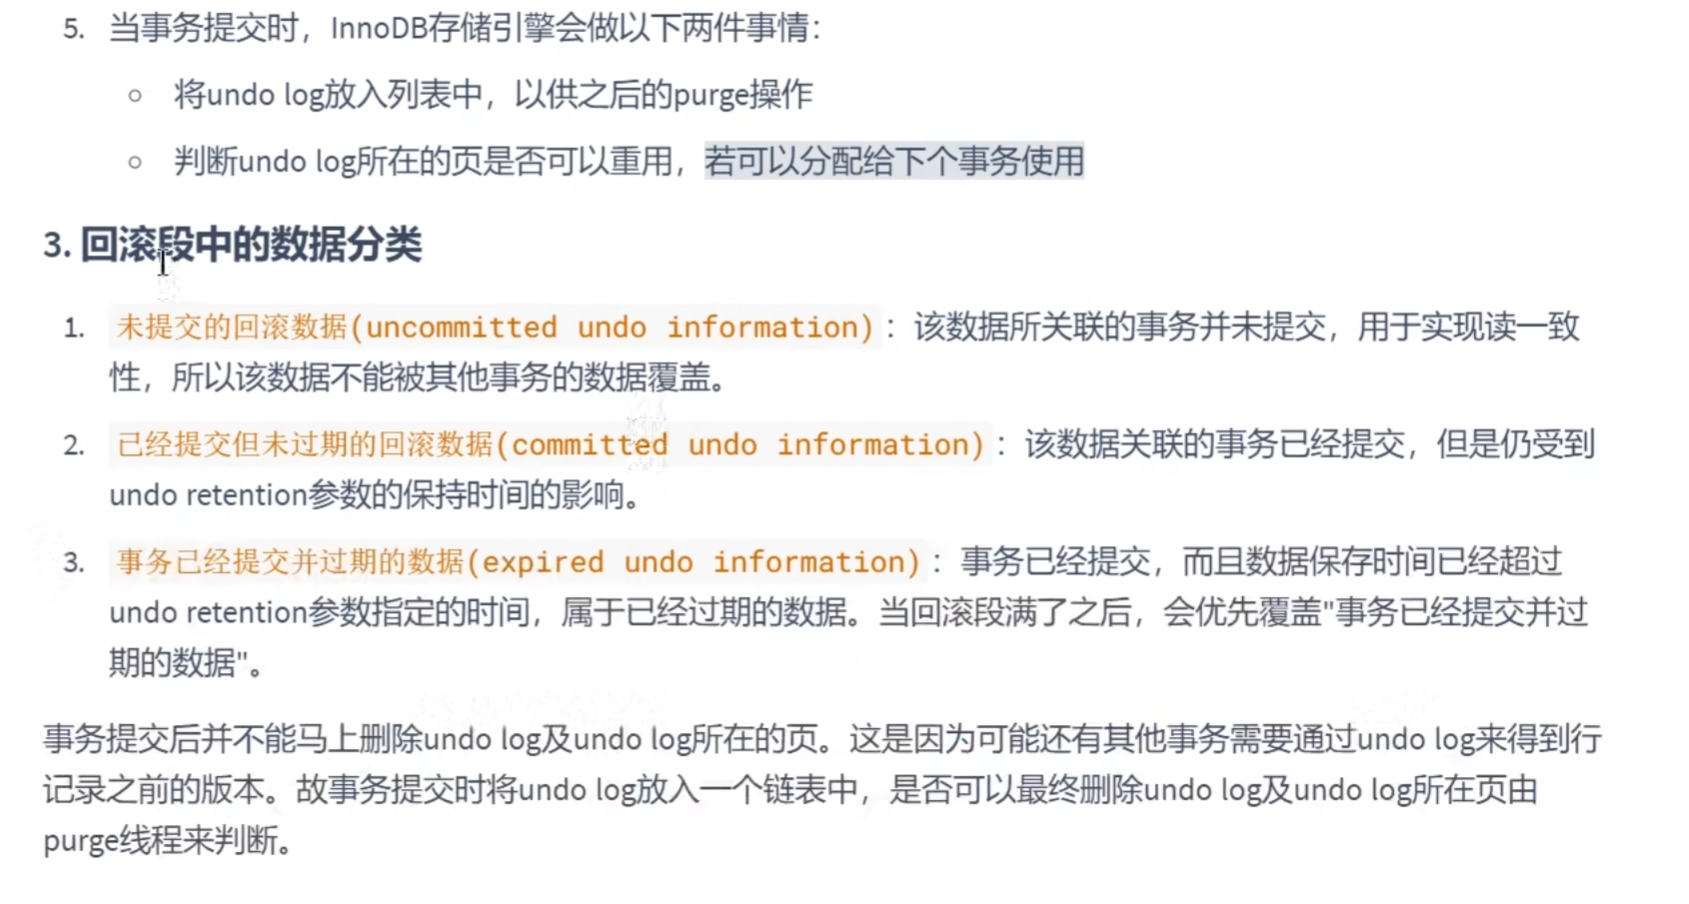 5. 当事务提交时，InnoDB存储引擎会做以下两件事情：
○ 将undo log放入列表中，以供之后的purge操作
○ 判断undo log所在的页是否可以重用，若可以分配给下个事务使用
3. 回滚段中的数据分类
1. 未提交的回滚数据(uncommitted undo information)：该数据所关联的事务并未提交，用于实现读一致
性，所以该数据不能被其他事务的数据覆盖。
2. 已经提交但未过期的回滚数据(committed undo information)：该数据关联的事务已经提交，但是仍受到
undo retention参数的保持时间的影响。
3. 事务已经提交并过期的数据(expired undo information)：事务已经提交，而且数据保存时间已经超过
undo retention参数指定的时间，属于已经过期的数据。当回滚段满了之后，会优先覆盖"事务已经提交并过
期的数据"。
事务提交后并不能马上删除undo log及undo log所在的页。这是因为可能还有其他事务需要通过undo log来得到行
记录之前的版本。故事务提交时将undo log放入一个链表中，是否可以最终删除undo log及undo log所在页由
purge线程来判断。